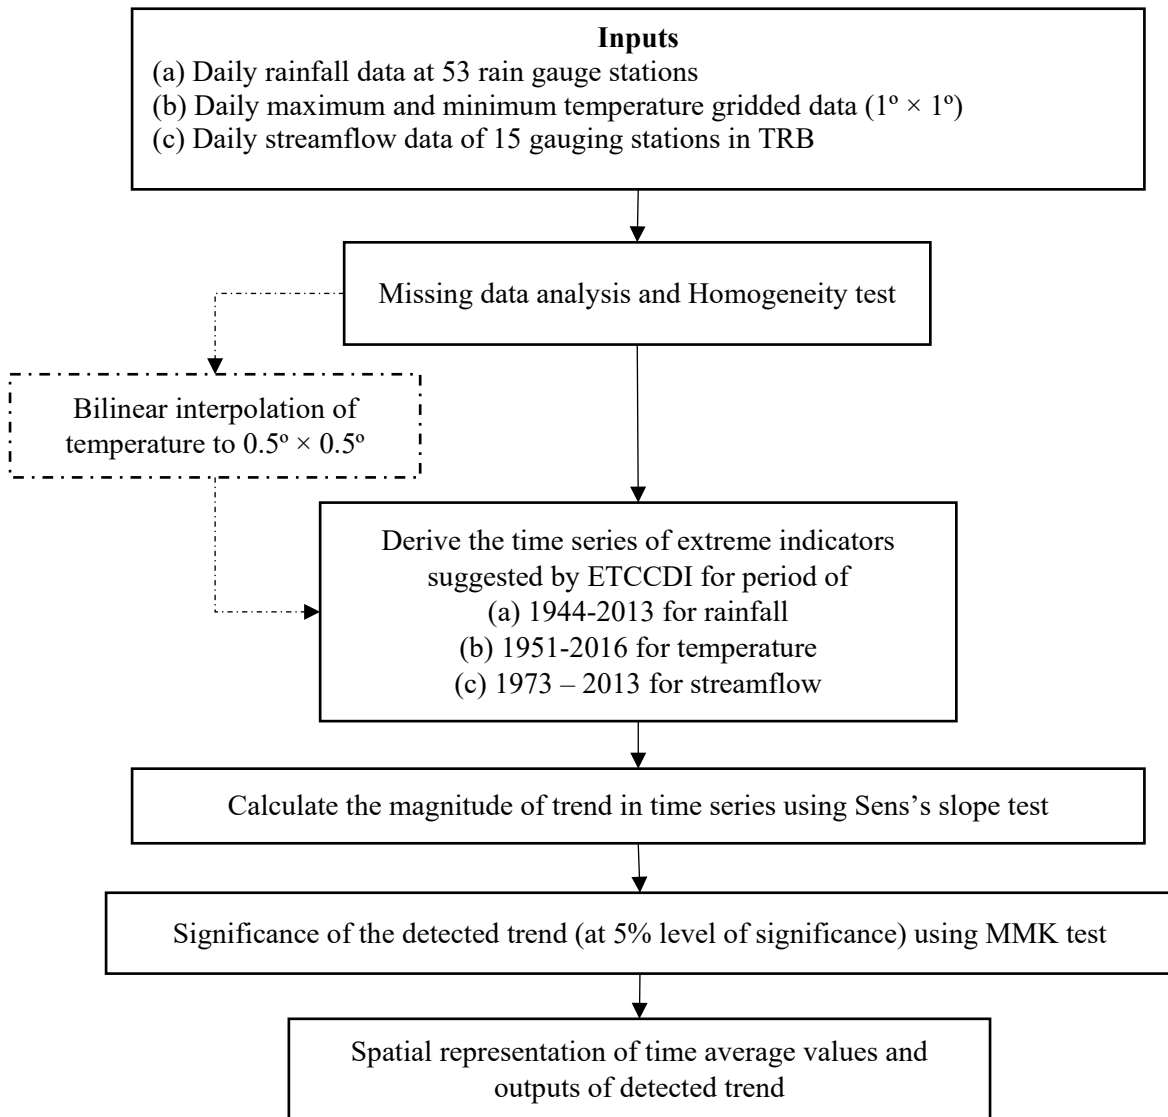 Inputs
(a) Daily rainfall data at 53 rain gauge stations
(b) Daily maximum and minimum temperature gridded data (1º × 1º)
(c) Daily streamflow data of 15 gauging stations in TRB
Missing data analysis and Homogeneity test
Bilinear interpolation of
temperature to 0.5º × 0.5º
Derive the time series of extreme indicators
suggested by ETCCDI for period of
(a) 1944-2013 for rainfall
(b) 1951-2016 for temperature
(c) 1973 – 2013 for streamflow
Calculate the magnitude of trend in time series using Sens’s slope test
Significance of the detected trend (at 5% level of significance) using MMK test
Spatial representation of time average values and
outputs of detected trend